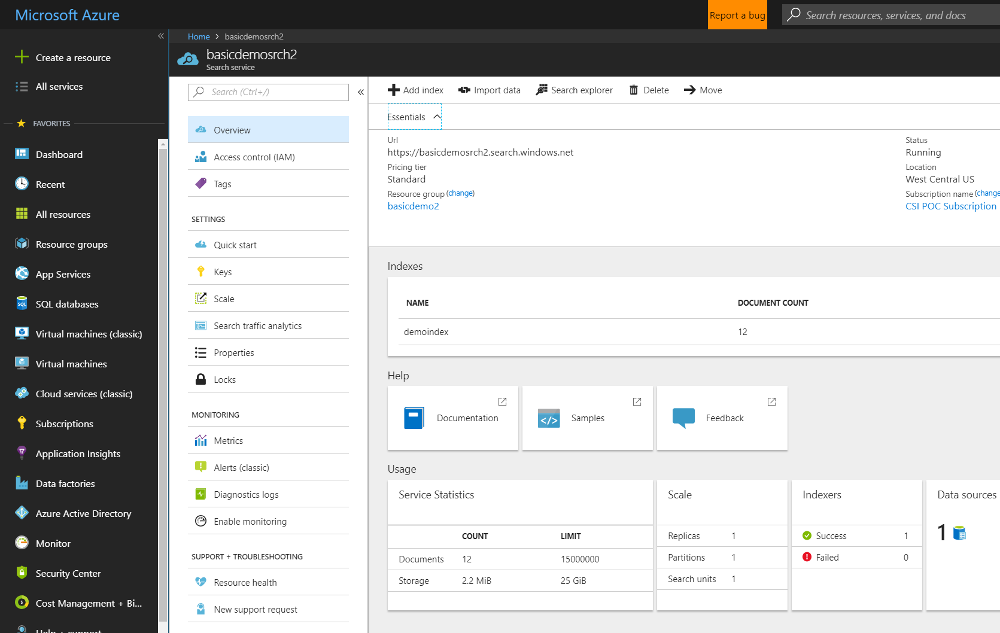 Microsoft Azure
Report a bug
Search resources, services, and docs
Create a resource
All services
FAVORITES
Dashboard
Recent
All resources
Resource groups
App Services
SQL databases
Virtual machines (classic)
Virtual machines
Cloud services (classic)
Subscriptions
Application Insights
Data factories
Azure Active Directory
Monitor
Security Center
Cost Management + Bi...
Help + support
Home > basicdemosrch2
basicdemosrch2
Search service
Search (Ctrl+/)
Overview
Access control (IAM)
Tags
SETTINGS
Quick start
Keys
Scale
Search traffic analytics
Properties
Locks
MONITORING
Metrics
Alerts (classic)
Diagnostics logs
Enable monitoring
SUPPORT + TROUBLESHOOTING
Resource health
New support request
Add index Import data Search explorer Delete Move
Essentials
Url
https://basicdemosrch2.search.windows.net
Pricing tier
Standard
Resource group (change)
basicdemo2
Status
Running
Location
West Central US
Subscription name (change
CSI POC Subscription
Indexes
NAME DOCUMENT COUNT
demoindex 12
Help
Documentation
Samples
Feedback
Usage
Service Statistics
COUNT LIMIT
Documents 12 15000000
Storage 2.2 MiB 25 GiB
Scale
Replicas 1
Partitions 1
Search units 1
Indexers
Success 1
Failed 0
Data sources
1